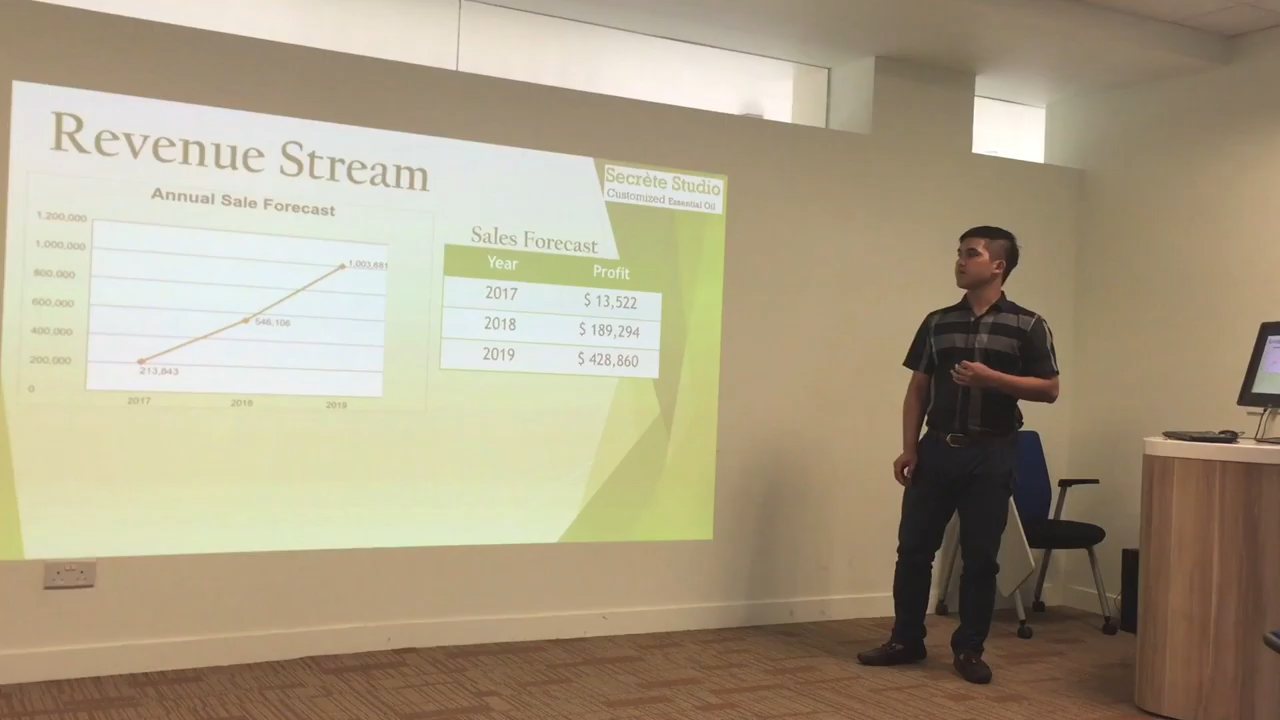 Revenue Stream
Secrète Studio
Customized Essential Oil
Annual Sale Forecast
1,200,000
1,000,000
800,000
600,000
400,000
200,000
0
1,003,681
546,106
213,843
2017 2018 2019
Sales Forecast
Year Profit
2017 $ 13,522
2018 $ 189,294
2019 $ 428,860